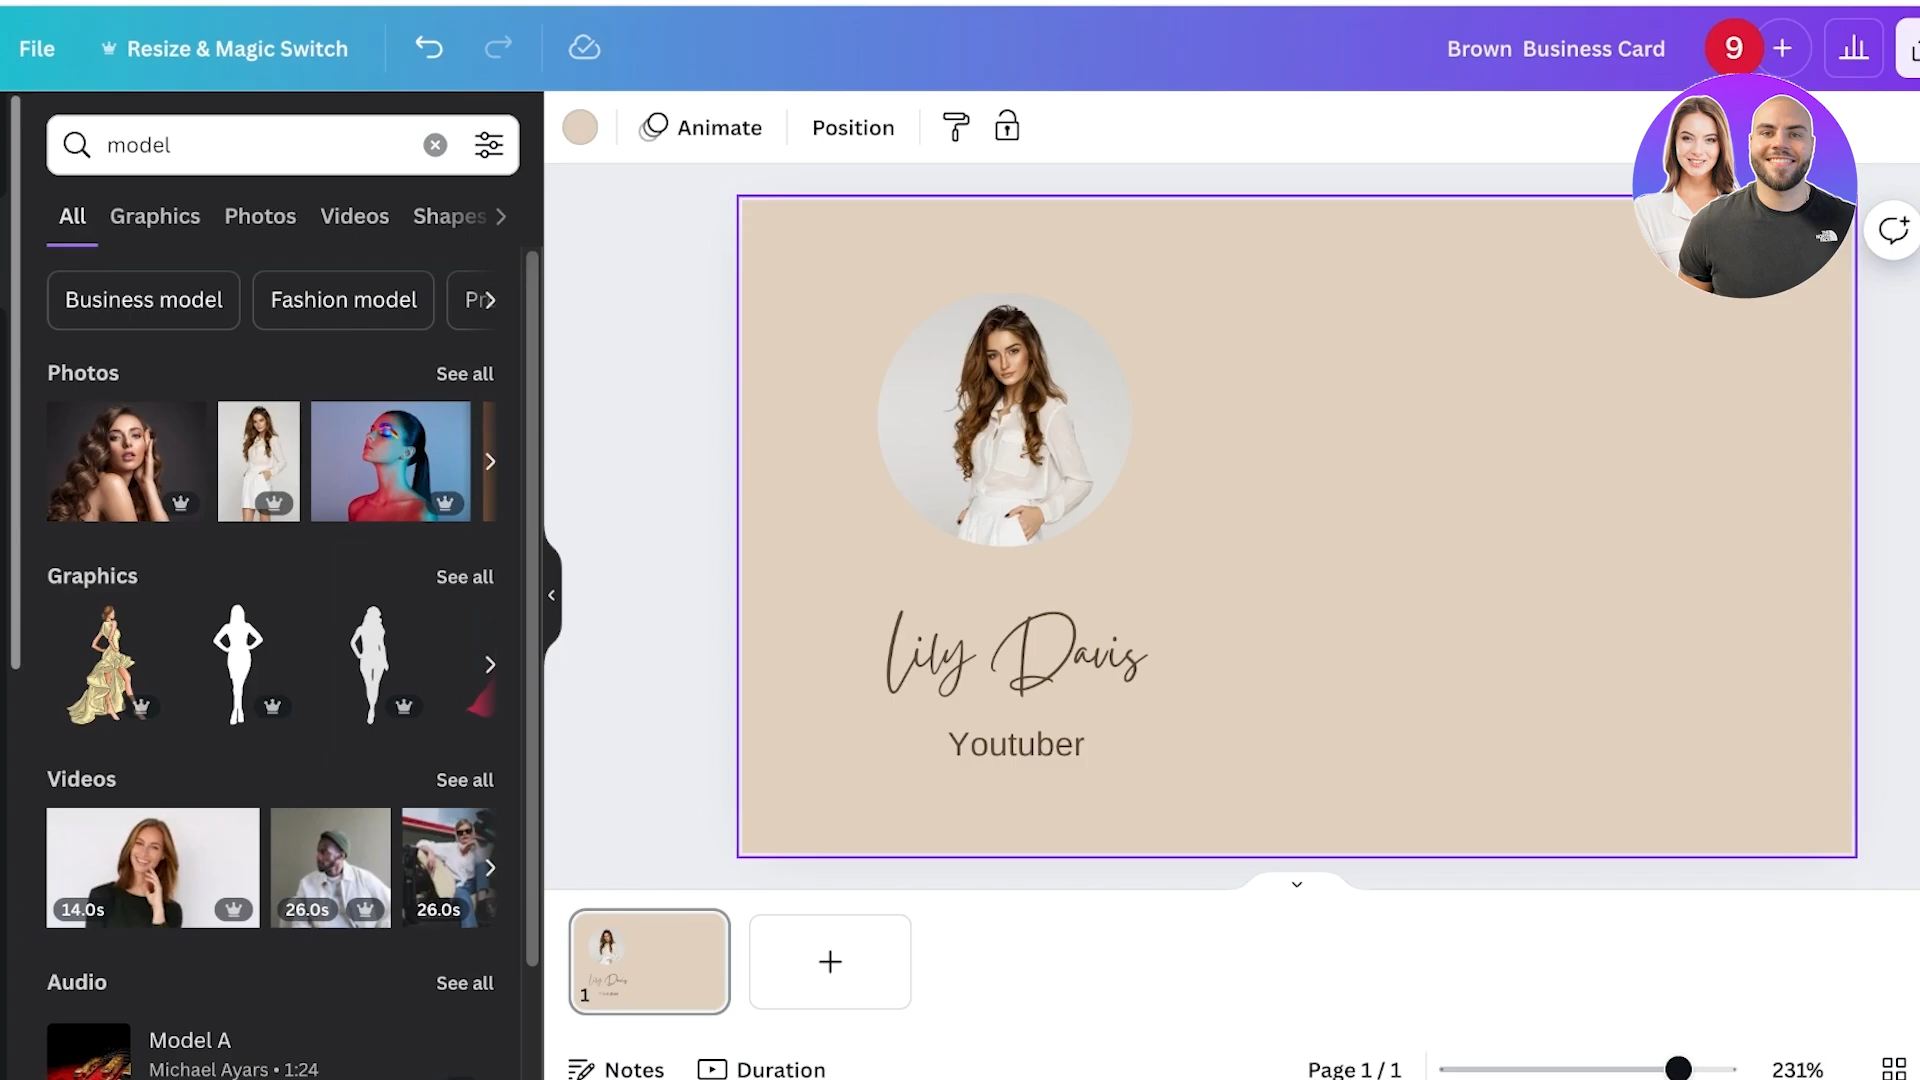 File
Resize & Magic Switch
Brown Business Card
9
model
Animate
Position
All
Graphics
Photos
Videos
Shapes
Business model
Fashion model
Photos
See all
Graphics
See all
Videos
See all
14.0s
26.0s
26.0s
Audio
See all
Model A
Michael Ayars • 1:24
Lily Davis
Youtuber
Lily Davis
1
Notes
Duration
Page 1 / 1
231%